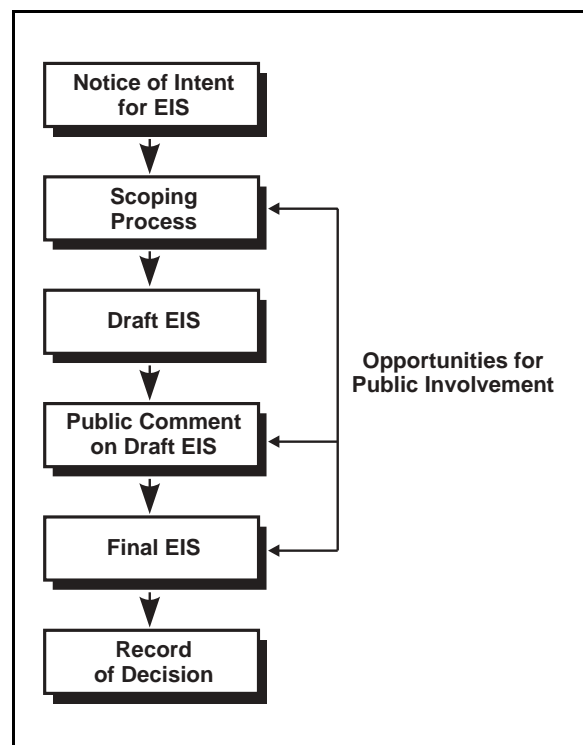 Notice of Intent
for EIS
Scoping
Process
Draft EIS
Opportunities for
Public Involvement
Public Comment
on Draft EIS
Final EIS
Record
of Decision